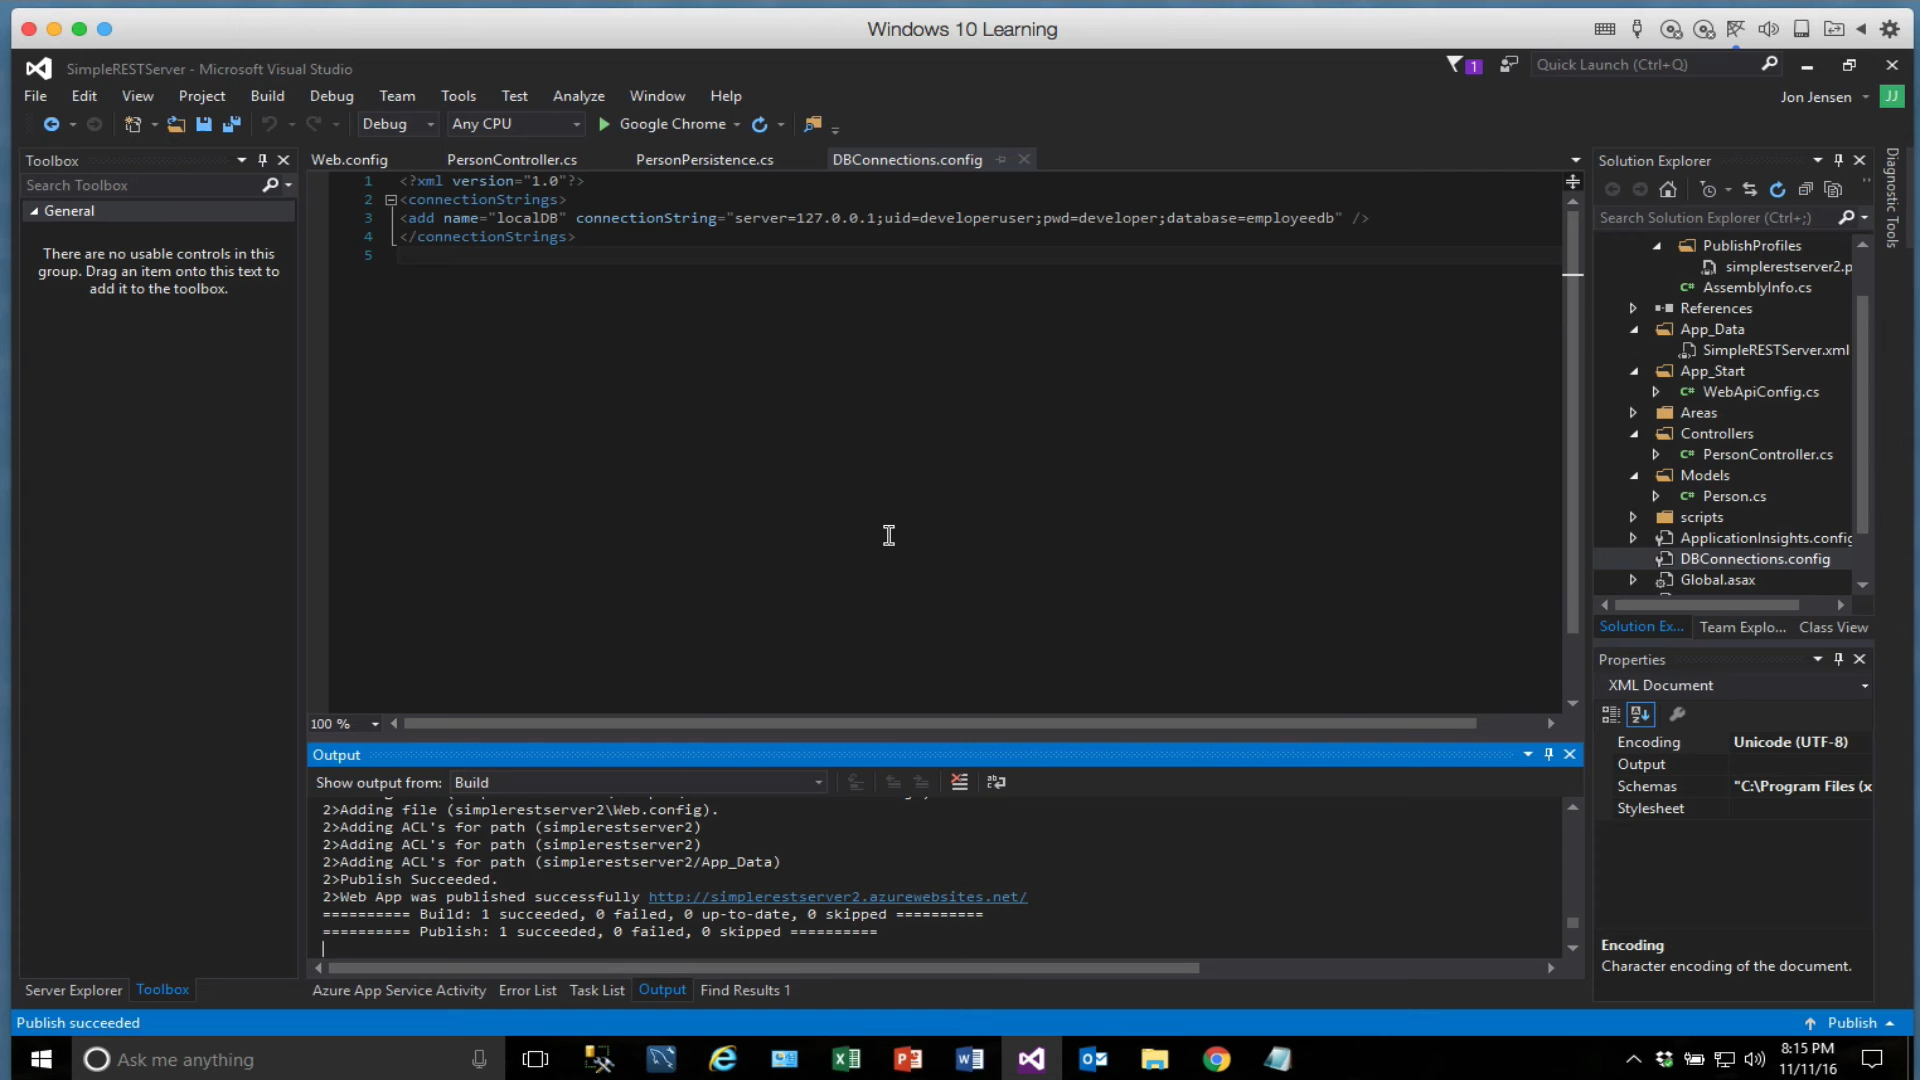 Windows 10 Learning
SimpleRESTServer - Microsoft Visual Studio
1
Quick Launch (Ctrl+Q)
File Edit View Project Build Debug Team Tools Test Analyze Window Help
Jon Jensen JJ
Debug Any CPU Google Chrome
Toolbox
Search Toolbox
General
There are no usable controls in this
group. Drag an item onto this text to
add it to the toolbox.
Web.config PersonController.cs PersonPersistence.cs DBConnections.config
1 <?xml version="1.0"?>
2 <connectionStrings>
3 <add name="localDB" connectionString="server=127.0.0.1;uid=developeruser;pwd=developer;database=employeedb" />
4 </connectionStrings>
5
100 %
Output
Show output from: Build
2>Adding file (simplerestserver2\Web.config).
2>Adding ACL's for path (simplerestserver2)
2>Adding ACL's for path (simplerestserver2)
2>Adding ACL's for path (simplerestserver2/App_Data)
2>Publish Succeeded.
2>Web App was published successfully http://simplerestserver2.azurewebsites.net/
========== Build: 1 succeeded, 0 failed, 0 up-to-date, 0 skipped ==========
========== Publish: 1 succeeded, 0 failed, 0 skipped ==========
Server Explorer Toolbox
Azure App Service Activity Error List Task List Output Find Results 1
Solution Explorer
Search Solution Explorer (Ctrl+;)
PublishProfiles
simplerestserver2.p
AssemblyInfo.cs
References
App_Data
SimpleRESTServer.xml
App_Start
WebApiConfig.cs
Areas
Controllers
PersonController.cs
Models
Person.cs
scripts
ApplicationInsights.config
DBConnections.config
Global.asax
Solution Ex... Team Explo... Class View
Properties
XML Document
Encoding Unicode (UTF-8)
Output
Schemas "C:\Program Files (x
Stylesheet
Encoding
Character encoding of the document.
Diagnostic Tools
Publish succeeded
Publish
Ask me anything
8:15 PM
11/11/16